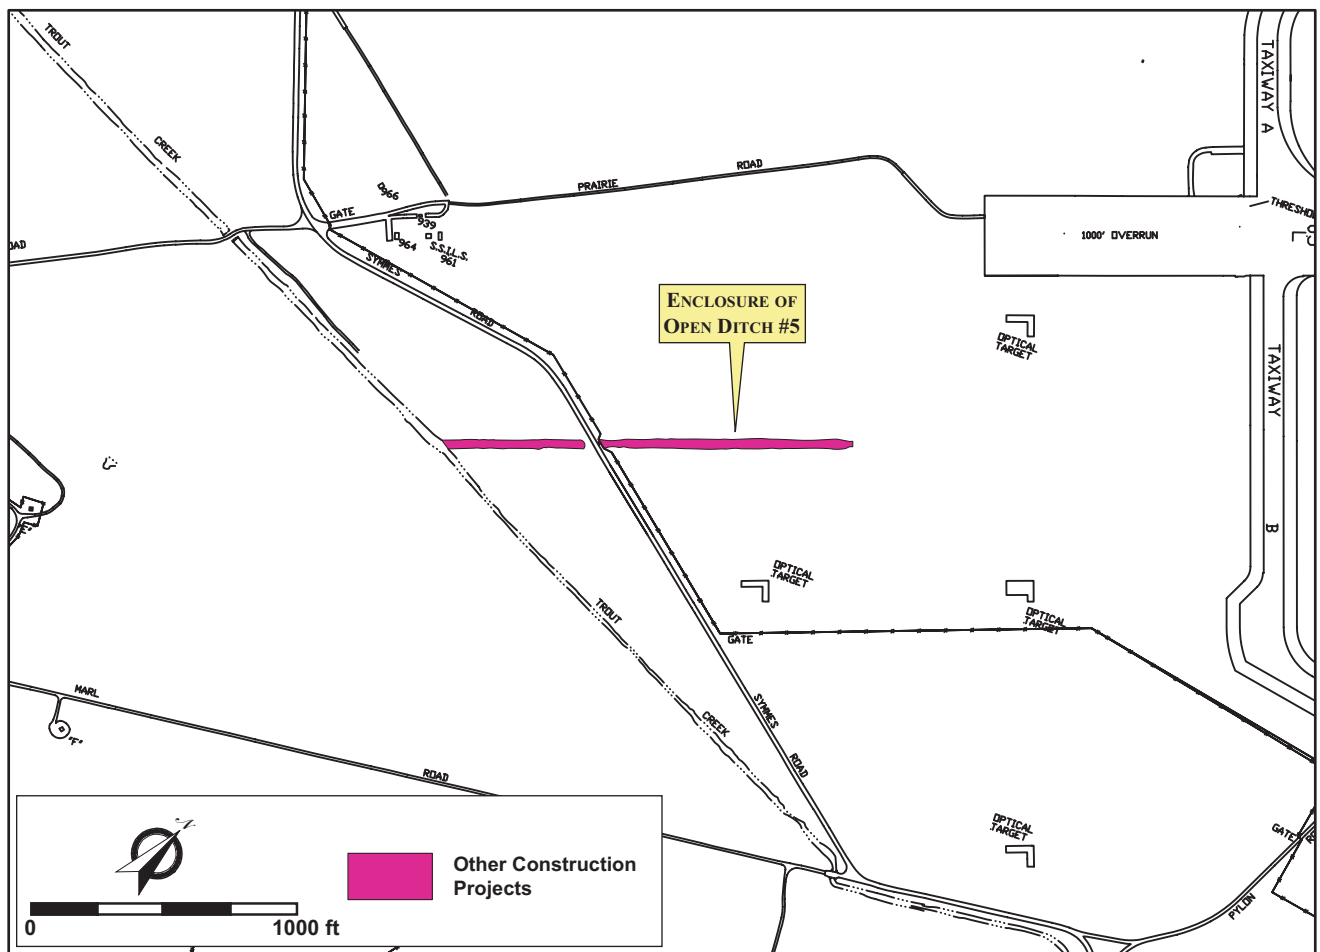 TROUT
CREEK
TAXIWAY A
PRAIRIE
ROAD
966
GATE
939
964
S.S.I.L.S.
961
SYMMES
ROAD
1000' OVERRUN
ENCLOSURE OF
OPEN DITCH #5
OPTICAL
TARGET
TAXIWAY
B
OPTICAL
TARGET
OPTICAL
TARGET
GATE
TROUT
CREEK
SYMMES
ROAD
MARL
"F"
ROAD
OPTICAL
TARGET
GATE
PYLON
N
Other Construction
Projects
0
1000 ft